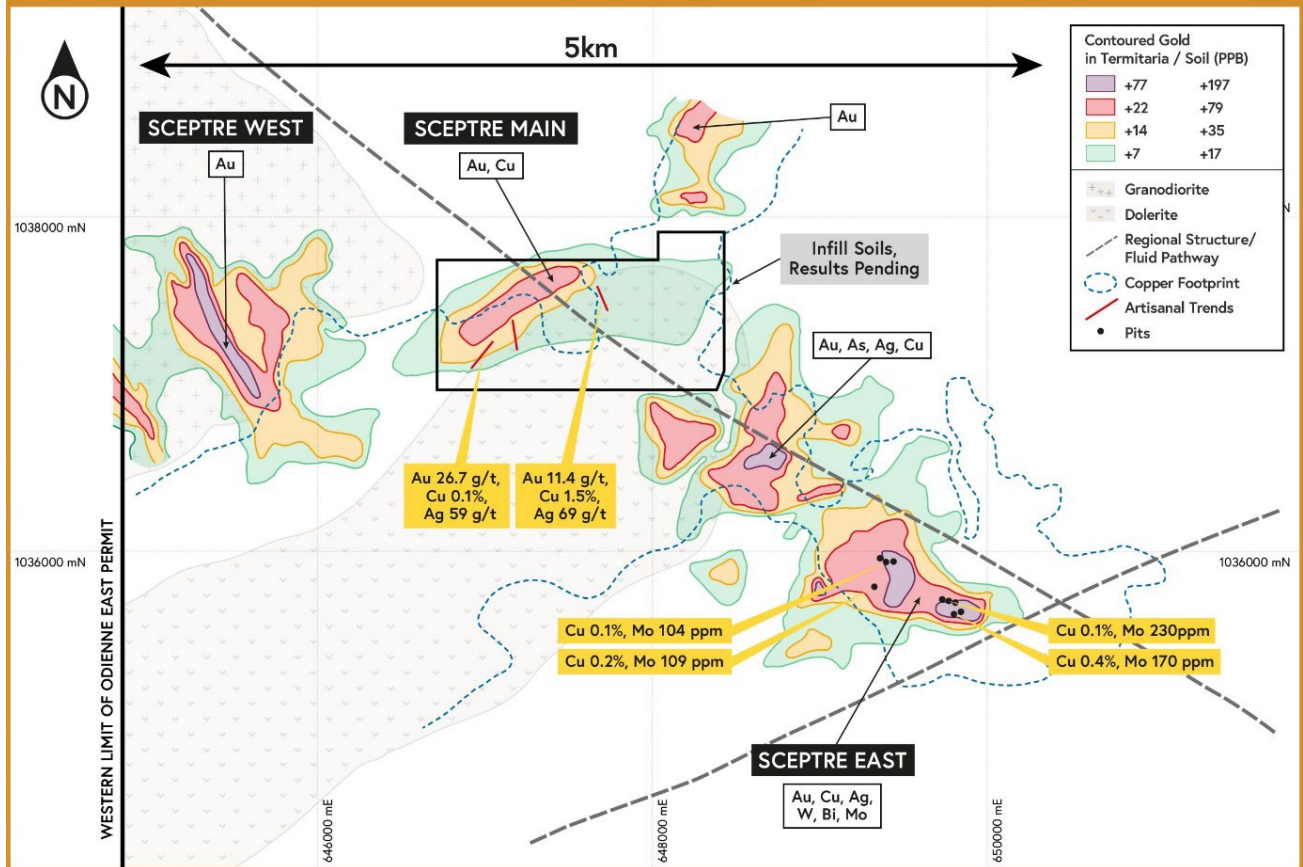 5km
N
SCEPTRE WEST
Au
SCEPTRE MAIN
Au, Cu
Au
Contoured Gold
in Termitaria / Soil (PPB)
+77 +197
+22 +79
+14 +35
+7 +17
Granodiorite
Dolerite
Regional Structure/
Fluid Pathway
Copper Footprint
Artisanal Trends
Pits
1038000 mN
N
Infill Soils,
Results Pending
Au, As, Ag, Cu
Au 26.7 g/t,
Cu 0.1%,
Ag 59 g/t
Au 11.4 g/t,
Cu 1.5%,
Ag 69 g/t
1036000 mN
1036000 mN
Cu 0.1%, Mo 104 ppm
Cu 0.2%, Mo 109 ppm
Cu 0.1%, Mo 230ppm
Cu 0.4%, Mo 170 ppm
SCEPTRE EAST
Au, Cu, Ag,
W, Bi, Mo
WESTERN LIMIT OF ODIENNE EAST PERMIT
646000 mE
648000 mE
650000 mE